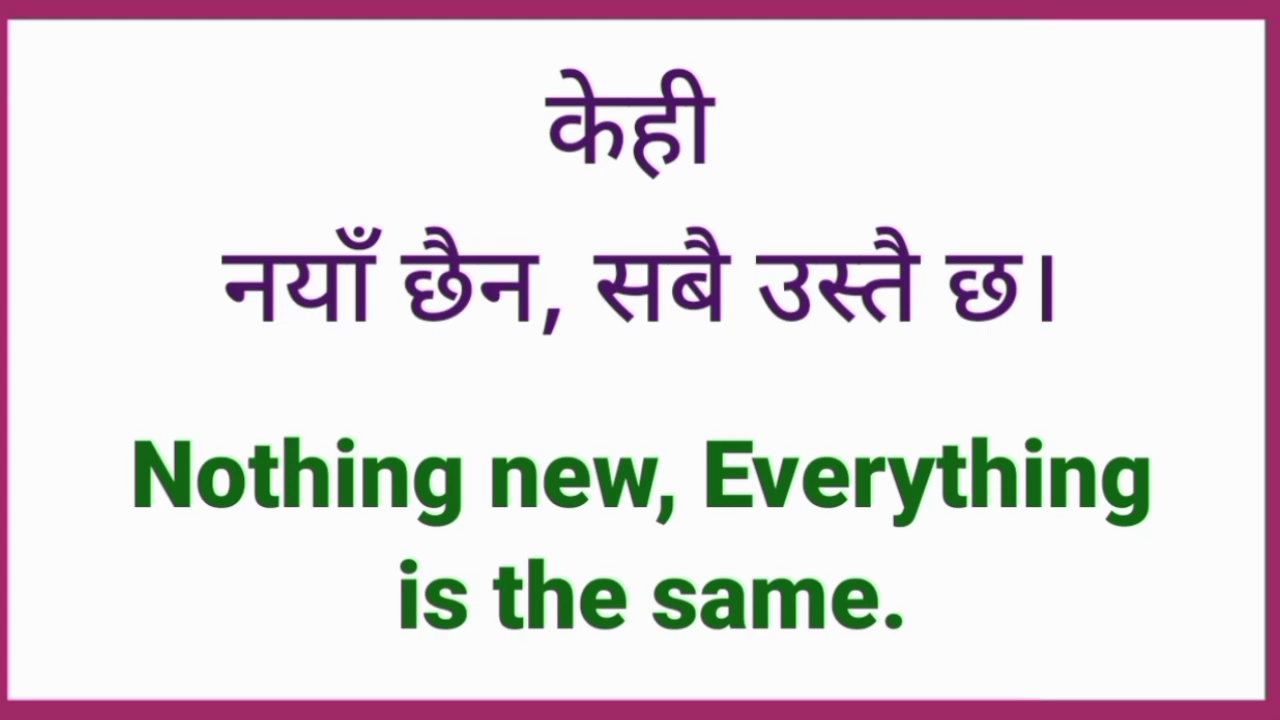 केही
नयाँ छैन, सबै उस्तै छ।
Nothing new, Everything
is the same.